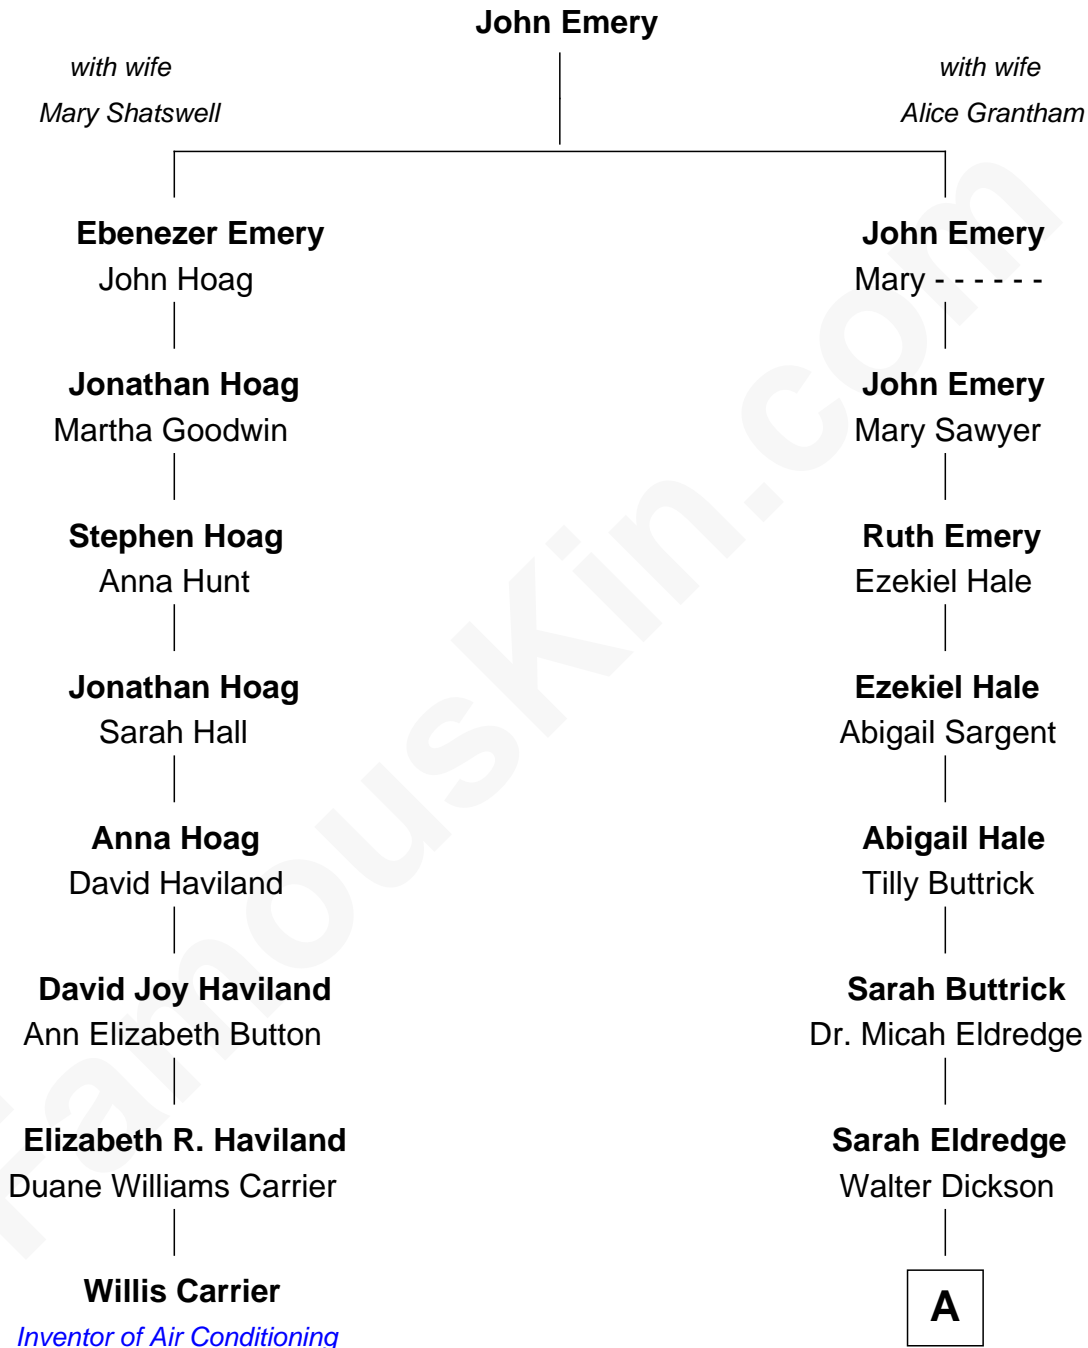 John Emery
with wife
Mary Shatswell
with wife
Alice Grantham
Ebenezer Emery
John Hoag
John Emery
Mary - - - - - -
Jonathan Hoag
Martha Goodwin
John Emery
Mary Sawyer
Stephen Hoag
Anna Hunt
Ruth Emery
Ezekiel Hale
Jonathan Hoag
Sarah Hall
Ezekiel Hale
Abigail Sargent
Anna Hoag
David Haviland
Abigail Hale
Tilly Buttrick
David Joy Haviland
Ann Elizabeth Button
Sarah Buttrick
Dr. Micah Eldredge
Elizabeth R. Haviland
Duane Williams Carrier
Sarah Eldredge
Walter Dickson
Willis Carrier
Inventor of Air Conditioning
A
FamousKin.com